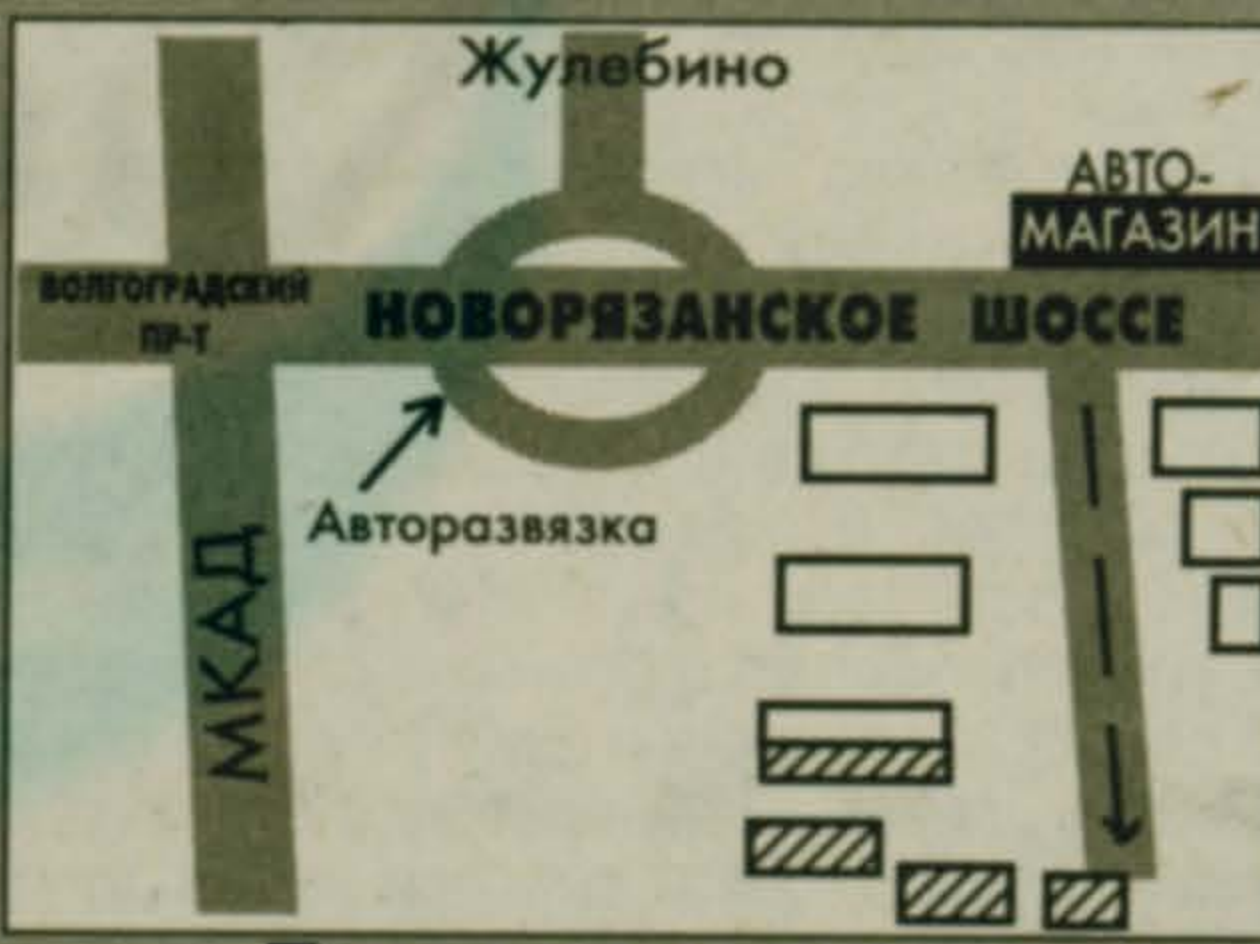 Жулебино
АВТО-
МАГАЗИН
ВОЛГОГРАДСКИЙ
ПР-Т
НОВОРЯЗАНСКОЕ ШОССЕ
Авторазвязка
МКАД